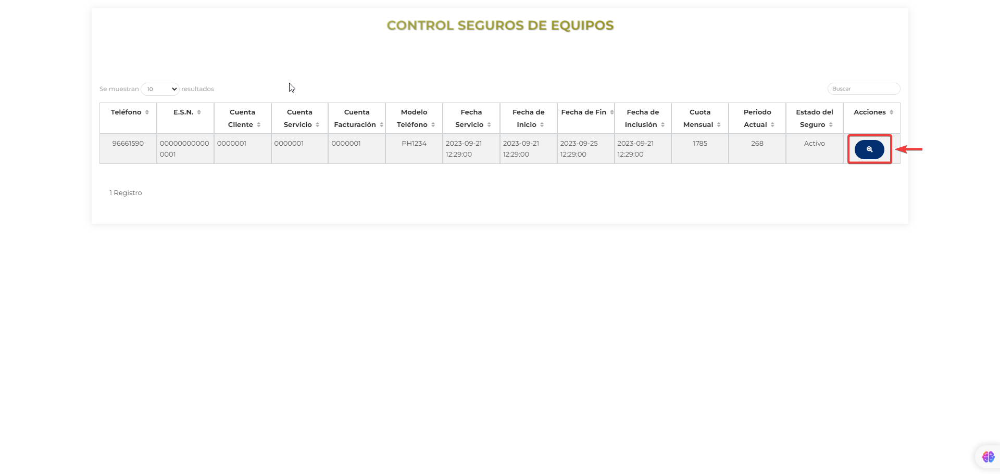 CONTROL SEGUROS DE EQUIPOS
Se muestran 10 resultados
Buscar
Teléfono
E.S.N.
Cuenta
Cliente
Cuenta
Servicio
Cuenta
Facturación
Modelo
Teléfono
Fecha
Servicio
Fecha de
Inicio
Fecha de Fin
Fecha de
Inclusión
Cuota
Mensual
Periodo
Actual
Estado del
Seguro
Acciones
96661590
00000000000
0001
0000001
0000001
0000001
PH1234
2023-09-21
12:29:00
2023-09-21
12:29:00
2023-09-25
12:29:00
2023-09-21
12:29:00
1785
268
Activo
1 Registro